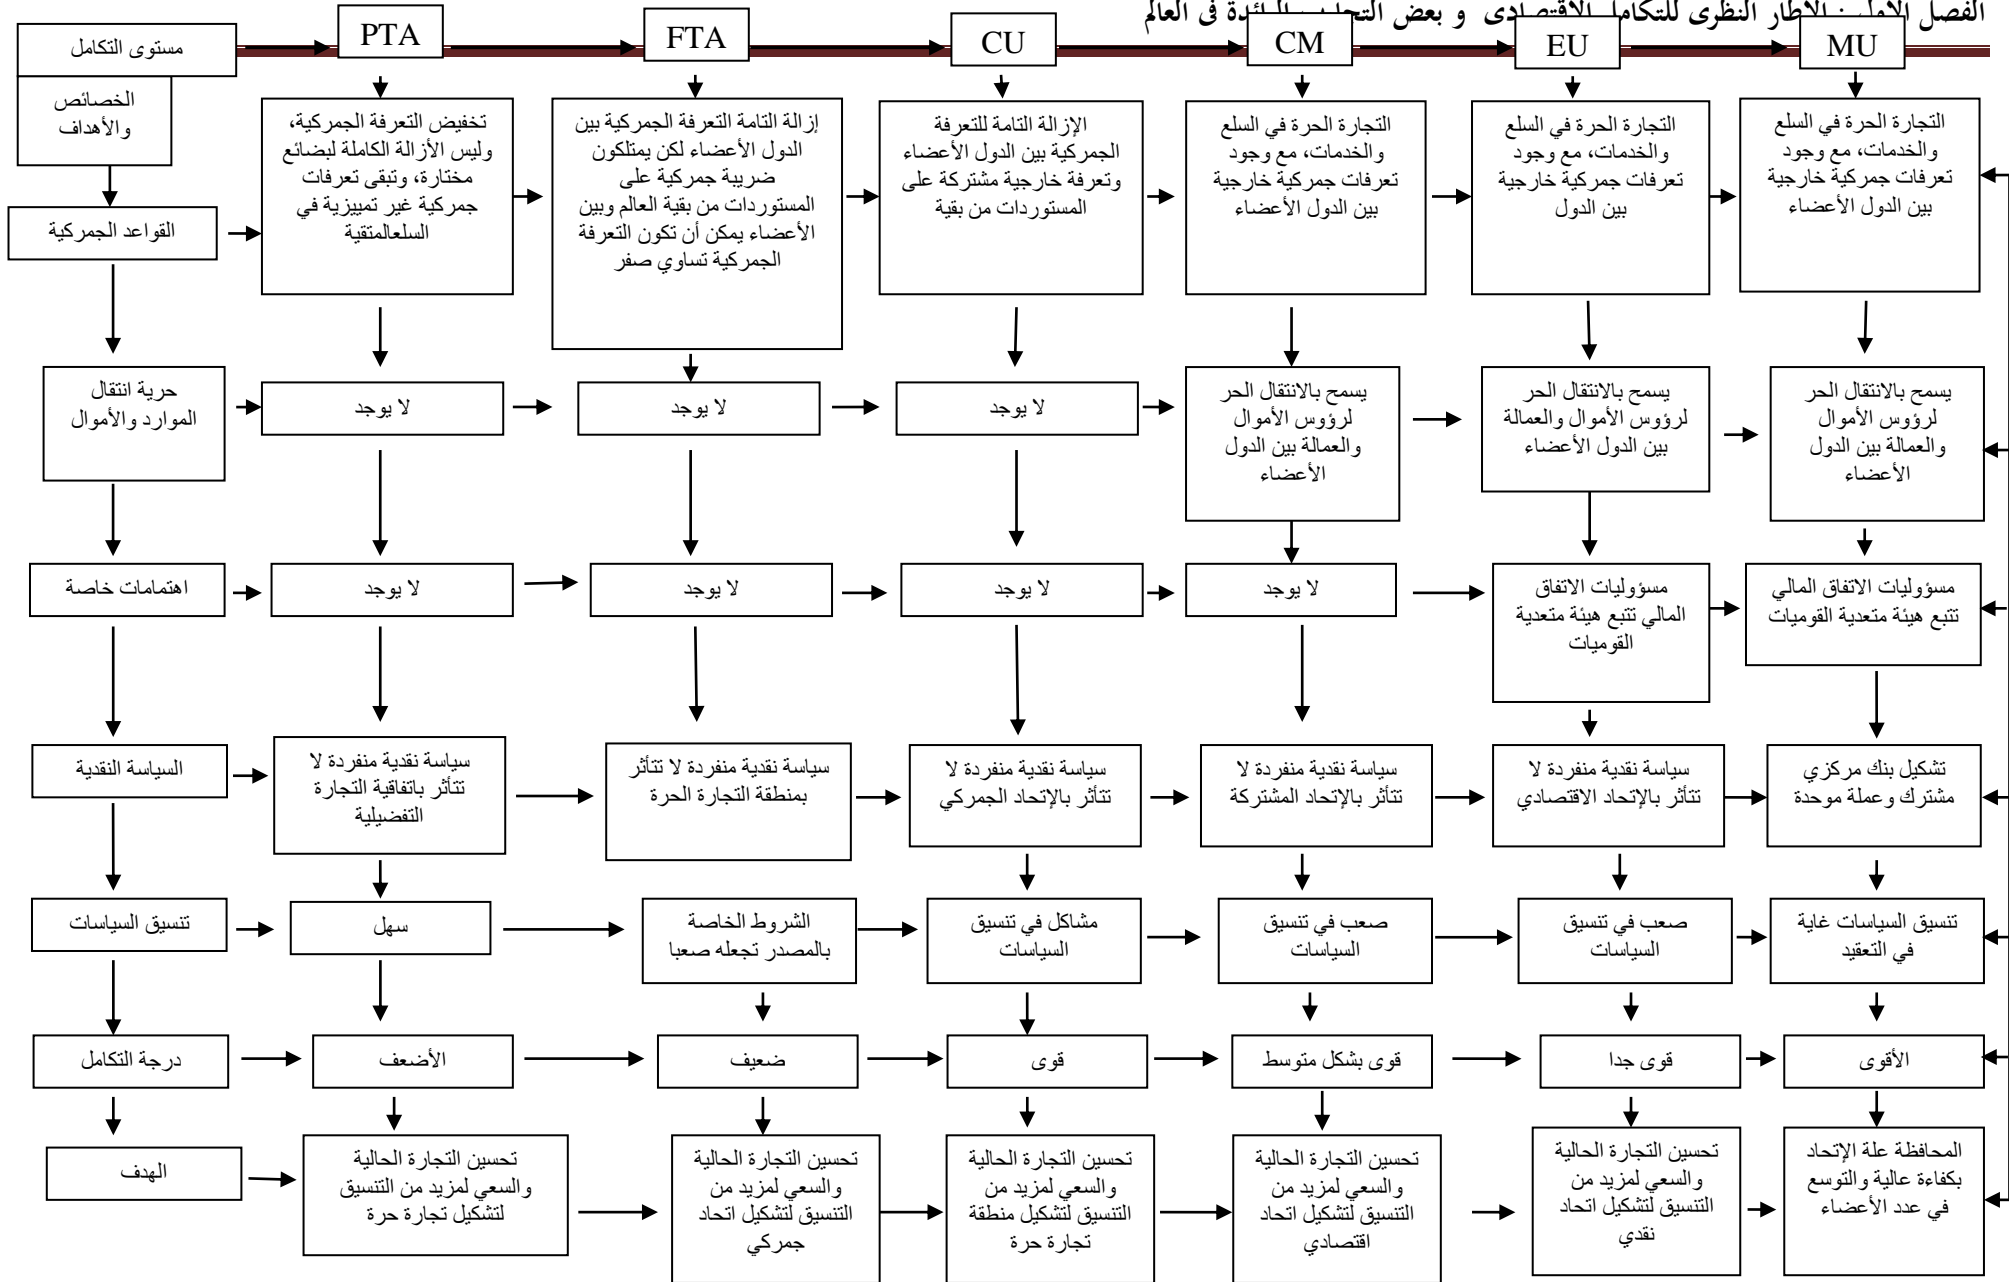 الفصل الاول : الاطار النظرى للتكامل الاقتصادى و بعض فى العالم
مستوى التكامل
PTA
FTA
CU
CM
EU
MU
الخصائص
والأهداف
القواعد الجمركية
تخفيض التعرفة الجمركية،
وليس الأزالة الكاملة لبضائع
مختارة، وتبقى تعرفات
جمركية غير تمييزية في
السلعالمتقية
إزالة التامة التعرفة الجمركية بين
الدول الأعضاء لكن يمتلكون
ضريبة جمركية على
المستوردات من بقية العالم وبين
الأعضاء يمكن أن تكون التعرفة
الجمركية تساوي صفر
الإزالة التامة للتعرفة
الجمركية بين الدول الأعضاء
وتعرفة خارجية مشتركة على
المستوردات من بقية
التجارة الحرة في السلع
والخدمات، مع وجود
تعرفات جمركية خارجية
بين الدول الأعضاء
التجارة الحرة في السلع
والخدمات، مع وجود
تعرفات جمركية خارجية
بين الدول
التجارة الحرة في السلع
والخدمات، مع وجود
تعرفات جمركية خارجية
بين الدول الأعضاء
حرية انتقال
الموارد والأموال
لا يوجد
لا يوجد
لا يوجد
يسمح بالانتقال الحر
لرؤوس الأموال
والعمالة بين الدول
الأعضاء
يسمح بالانتقال الحر
لرؤوس الأموال والعمالة
بين الدول الأعضاء
يسمح بالانتقال الحر
لرؤوس الأموال
والعمالة بين الدول
الأعضاء
اهتمامات خاصة
لا يوجد
لا يوجد
لا يوجد
لا يوجد
مسؤوليات الاتفاق
المالي تتبع هيئة متعدية
القوميات
مسؤوليات الاتفاق المالي
تتبع هيئة متعدية القوميات
السياسة النقدية
سياسة نقدية منفردة لا
تتأثر باتفاقية التجارة
التفضيلية
سياسة نقدية منفردة لا تتأثر
بمنطقة التجارة الحرة
سياسة نقدية منفردة لا
تتأثر بالإتحاد الجمركي
سياسة نقدية منفردة لا
تتأثر بالإتحاد المشتركة
سياسة نقدية منفردة لا
تتأثر بالإتحاد الاقتصادي
تشكيل بنك مركزي
مشترك وعملة موحدة
تنسيق السياسات
سهل
الشروط الخاصة
بالمصدر تجعله صعبا
مشاكل في تنسيق
السياسات
صعب في تنسيق
السياسات
صعب في تنسيق
السياسات
تنسيق السياسات غاية
في التعقيد
درجة التكامل
الأضعف
ضعيف
قوى
قوى بشكل متوسط
قوى جدا
الأقوى
الهدف
تحسين التجارة الحالية
والسعي لمزيد من التنسيق
لتشكيل تجارة حرة
تحسين التجارة الحالية
والسعي لمزيد من
التنسيق لتشكيل اتحاد
جمركي
تحسين التجارة الحالية
والسعي لمزيد من
التنسيق لتشكيل منطقة
تجارة حرة
تحسين التجارة الحالية
والسعي لمزيد من
التنسيق لتشكيل اتحاد
اقتصادي
تحسين التجارة الحالية
والسعي لمزيد من
التنسيق لتشكيل اتحاد
نقدي
المحافظة علة الإتحاد
بكفاءة عالية والتوسع
في عدد الأعضاء